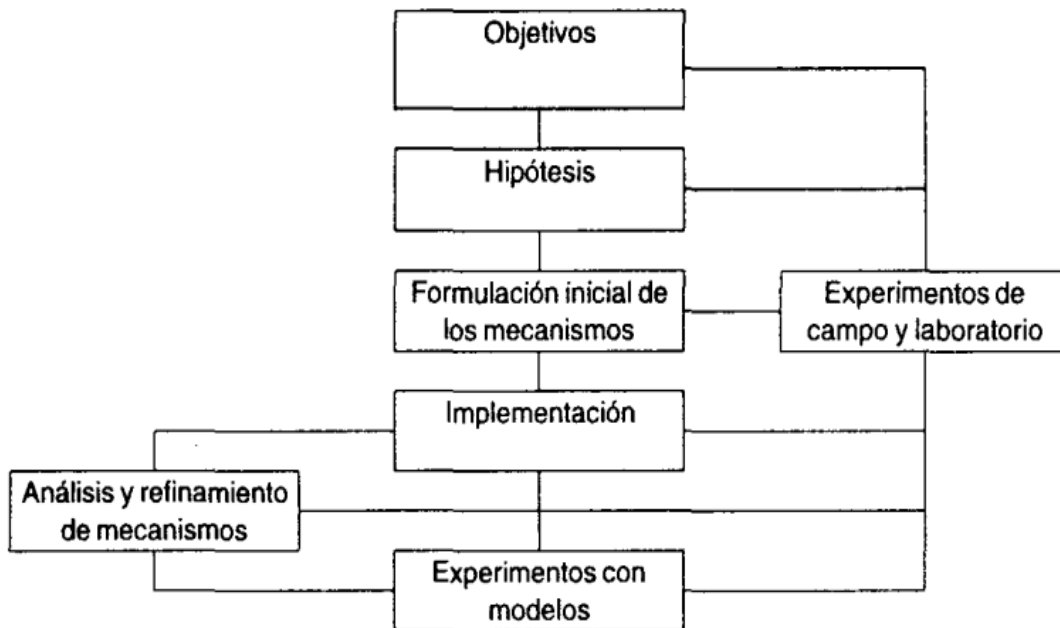 Objetivos
Hipótesis
Formulación inicial de
los mecanismos
Experimentos de
campo y laboratorio
Implementación
Análisis y refinamiento
de mecanismos
Experimentos con
modelos